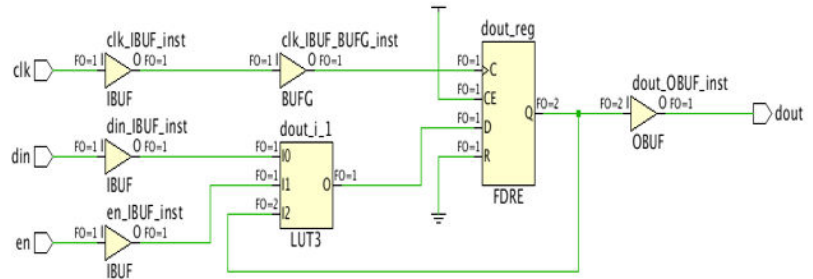 dout_reg
clk_IBUF_inst
clk_IBUF_BUFG_inst
clk
FO=1 I
O FO=1
IBUF
FO=1 I
O FO=1
BUFG
FO=1
C
FO=1
CE
FO=1
D
FO=1
R
Q
FO=2
FDRE
dout_OBUF_inst
FO=2 I
O FO=1
OBUF
dout
din_IBUF_inst
din
FO=1 I
O FO=1
IBUF
dout_i_1
FO=1
I0
FO=1
I1
FO=2
I2
O
FO=1
LUT3
en_IBUF_inst
en
FO=1 I
O FO=1
IBUF